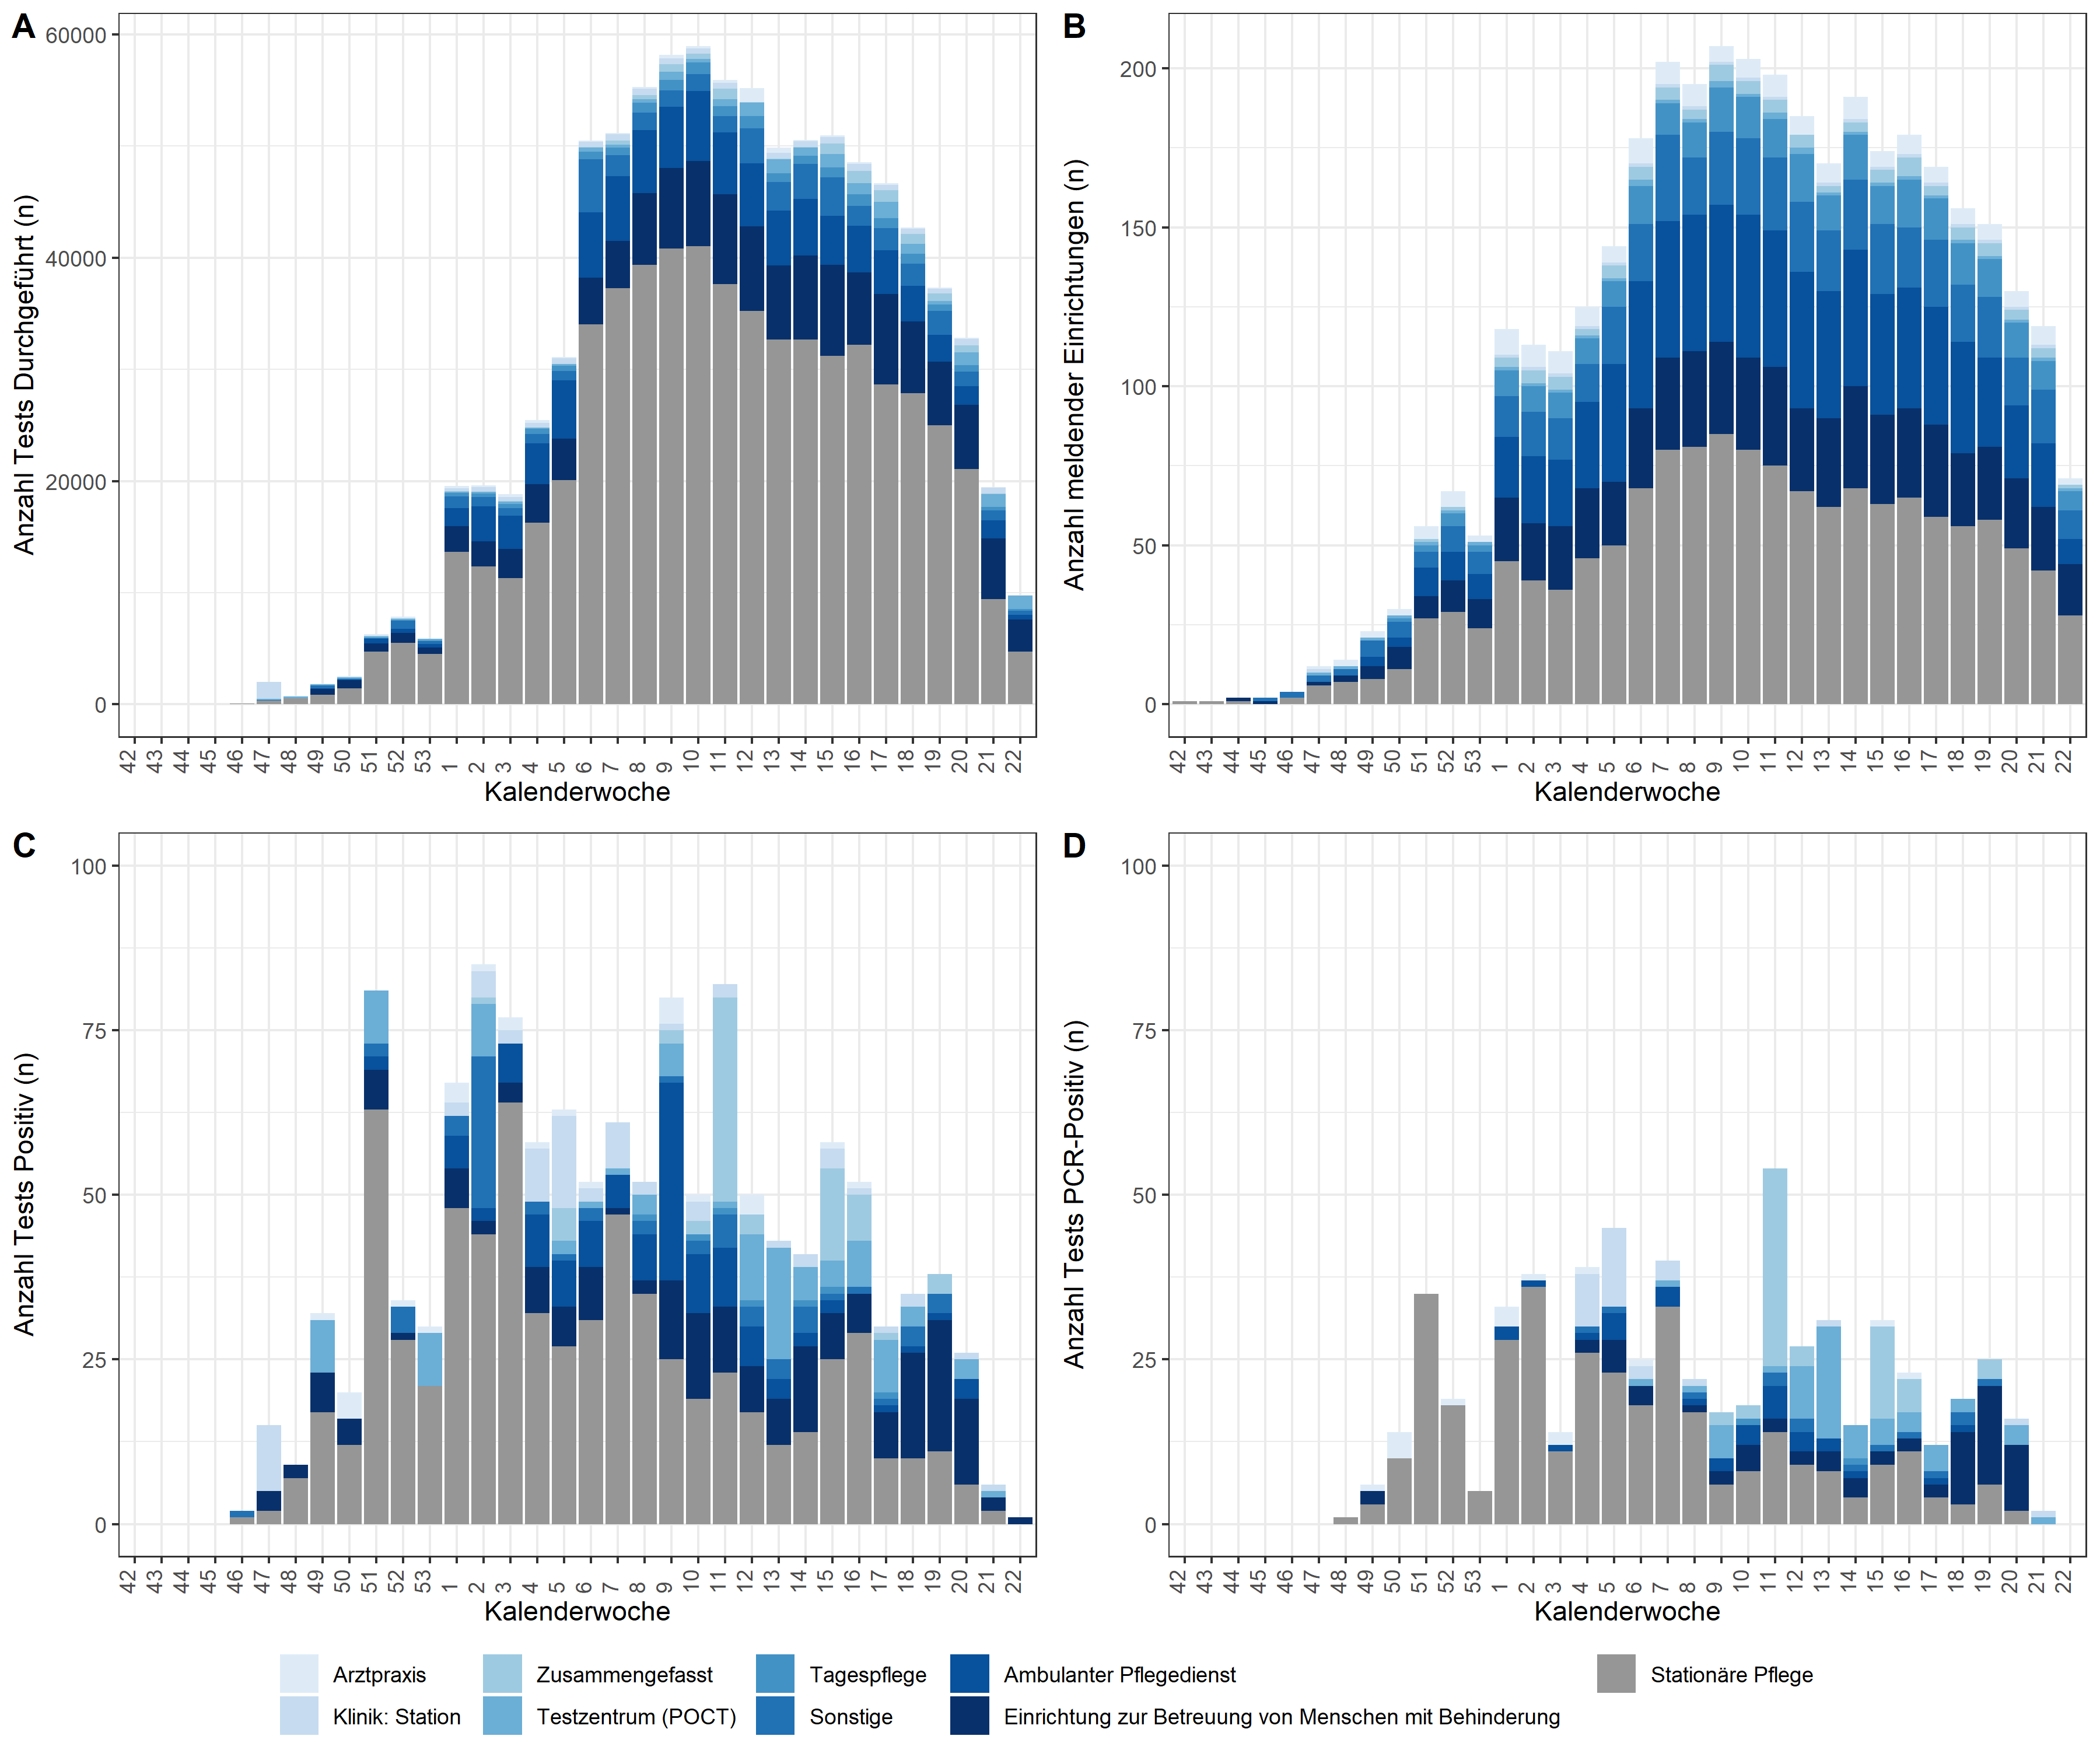 A
Anzahl Tests Durchgeführt (n)
60000
40000
20000
0
42 43 44 45 46 47 48 49 50 51 52 53 1 2 3 4 5 6 7 8 9 10 11 12 13 14 15 16 17 18 19 20 21 22
Kalenderwoche
B
Anzahl meldender Einrichtungen (n)
200
150
100
50
0
42 43 44 45 46 47 48 49 50 51 52 53 1 2 3 4 5 6 7 8 9 10 11 12 13 14 15 16 17 18 19 20 21 22
Kalenderwoche
C
Anzahl Tests Positiv (n)
100
75
50
25
0
42 43 44 45 46 47 48 49 50 51 52 53 1 2 3 4 5 6 7 8 9 10 11 12 13 14 15 16 17 18 19 20 21 22
Kalenderwoche
D
Anzahl Tests PCR-Positiv (n)
100
75
50
25
0
42 43 44 45 46 47 48 49 50 51 52 53 1 2 3 4 5 6 7 8 9 10 11 12 13 14 15 16 17 18 19 20 21 22
Kalenderwoche
Arztpraxis Zusammengefasst Tagespflege Ambulanter Pflegedienst Stationäre Pflege
Klinik: Station Testzentrum (POCT) Sonstige Einrichtung zur Betreuung von Menschen mit Behinderung